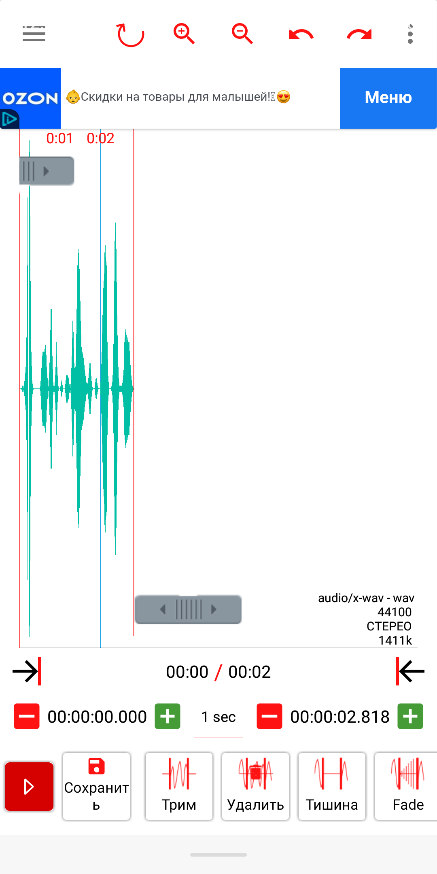 OZON
👶Скидки на товары для малышей!😍
Меню
0:01 0:02
audio/x-wav - wav
44100
СТЕРЕО
1411k
00:00 / 00:02
00:00:00.000
1 sec
00:00:02.818
Сохранит
ь
Трим
Удалить
Тишина
Fade